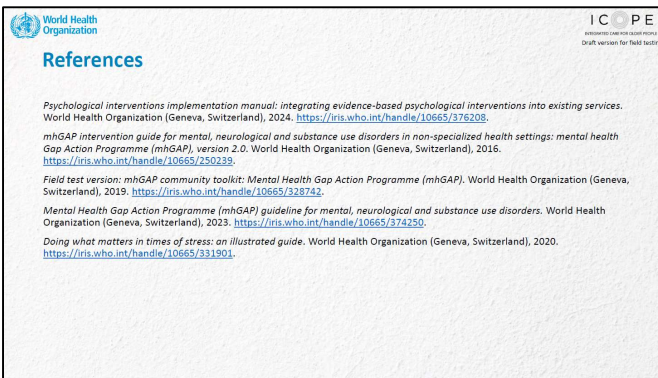 World Health
Organization
ICOPE
INTEGRATED CARE FOR OLDER PEOPLE
Draft version for field testin
References
Psychological interventions implementation manual: integrating evidence-based psychological interventions into existing services.
World Health Organization (Geneva, Switzerland), 2024. https://iris.who.int/handle/10665/376208.
mhGAP intervention guide for mental, neurological and substance use disorders in non-specialized health settings: mental health
Gap Action Programme (mhGAP), version 2.0. World Health Organization (Geneva, Switzerland), 2016.
https://iris.who.int/handle/10665/250239.
Field test version: mhGAP community toolkit: Mental Health Gap Action Programme (mhGAP). World Health Organization (Geneva,
Switzerland), 2019. https://iris.who.int/handle/10665/328742.
Mental Health Gap Action Programme (mhGAP) guideline for mental, neurological and substance use disorders. World Health
Organization (Geneva, Switzerland), 2023. https://iris.who.int/handle/10665/374250.
Doing what matters in times of stress: an illustrated guide. World Health Organization (Geneva, Switzerland), 2020.
https://iris.who.int/handle/10665/331901.